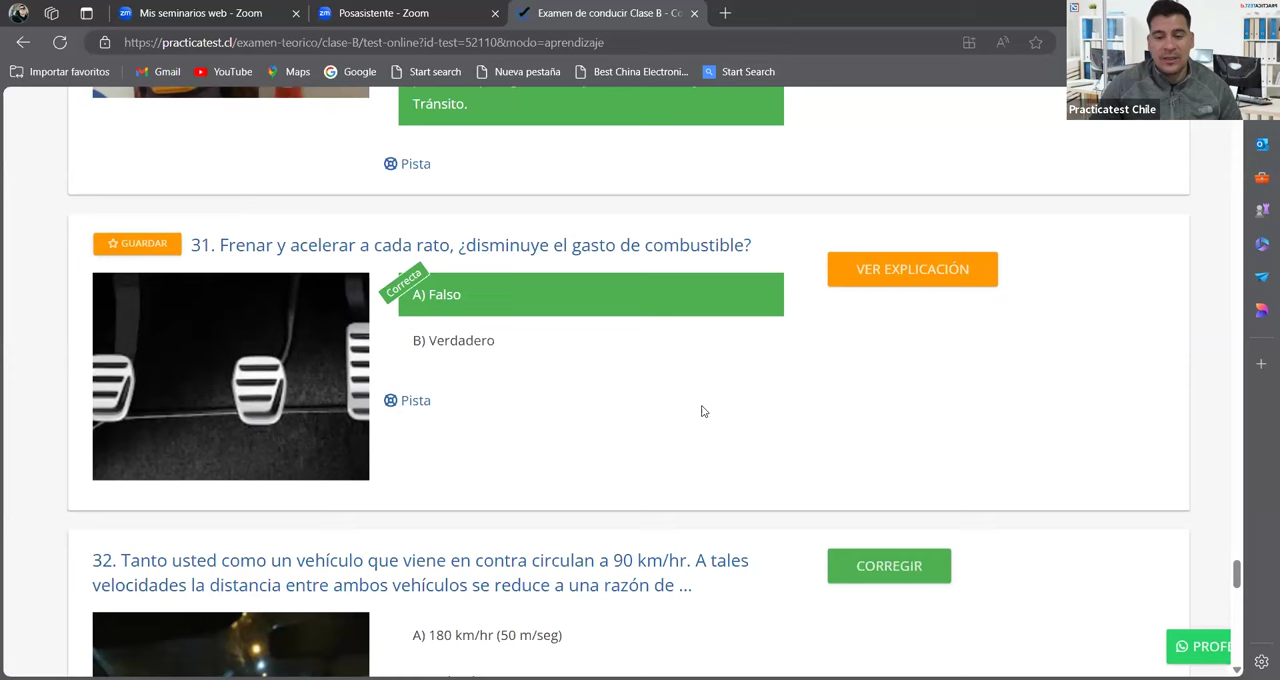 Mis seminarios web - Zoom
Posasistente - Zoom
Examen de conducir Clase B - Co
https://practicatest.cl/examen-teorico/clase-B/test-online?id-test=52110&modo=aprendizaje
Importar favoritos
Gmail
YouTube
Maps
Google
Start search
Nueva pestaña
Best China Electroni...
Start Search
Practicatest Chile
Tránsito.
Pista
GUARDAR
31. Frenar y acelerar a cada rato, ¿disminuye el gasto de combustible?
VER EXPLICACIÓN
Correcta
A) Falso
B) Verdadero
Pista
32. Tanto usted como un vehículo que viene en contra circulan a 90 km/hr. A tales
velocidades la distancia entre ambos vehículos se reduce a una razón de ...
CORREGIR
A) 180 km/hr (50 m/seg)
PROFE